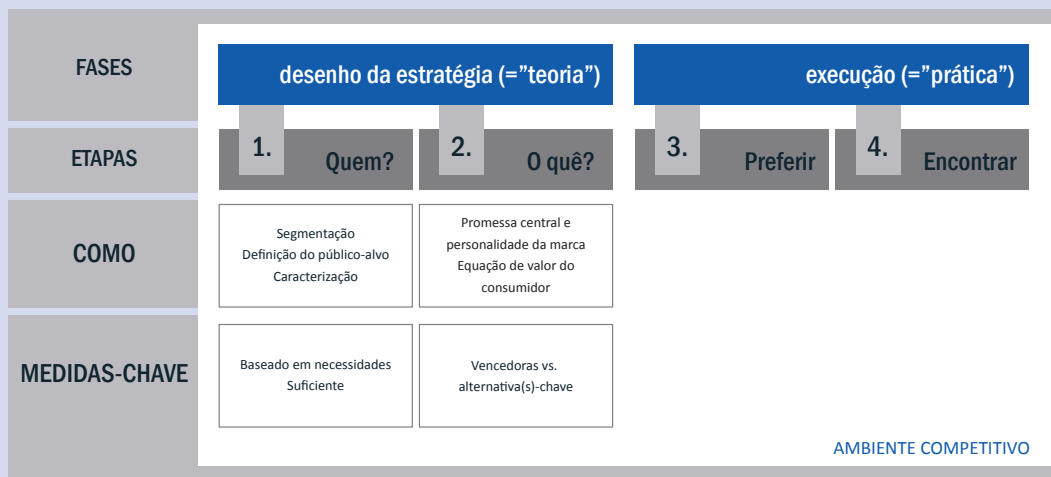 FASES
desenho da estratégia (=”teoria”)
execução (=”prática”)
ETAPAS
1.
Quem?
2.
O quê?
3.
Preferir
4.
Encontrar
COMO
Segmentação
Definição do público-alvo
Caracterização
Promessa central e
personalidade da marca
Equação de valor do
consumidor
MEDIDAS-CHAVE
Baseado em necessidades
Suficiente
Vencedoras vs.
alternativa(s)-chave
AMBIENTE COMPETITIVO